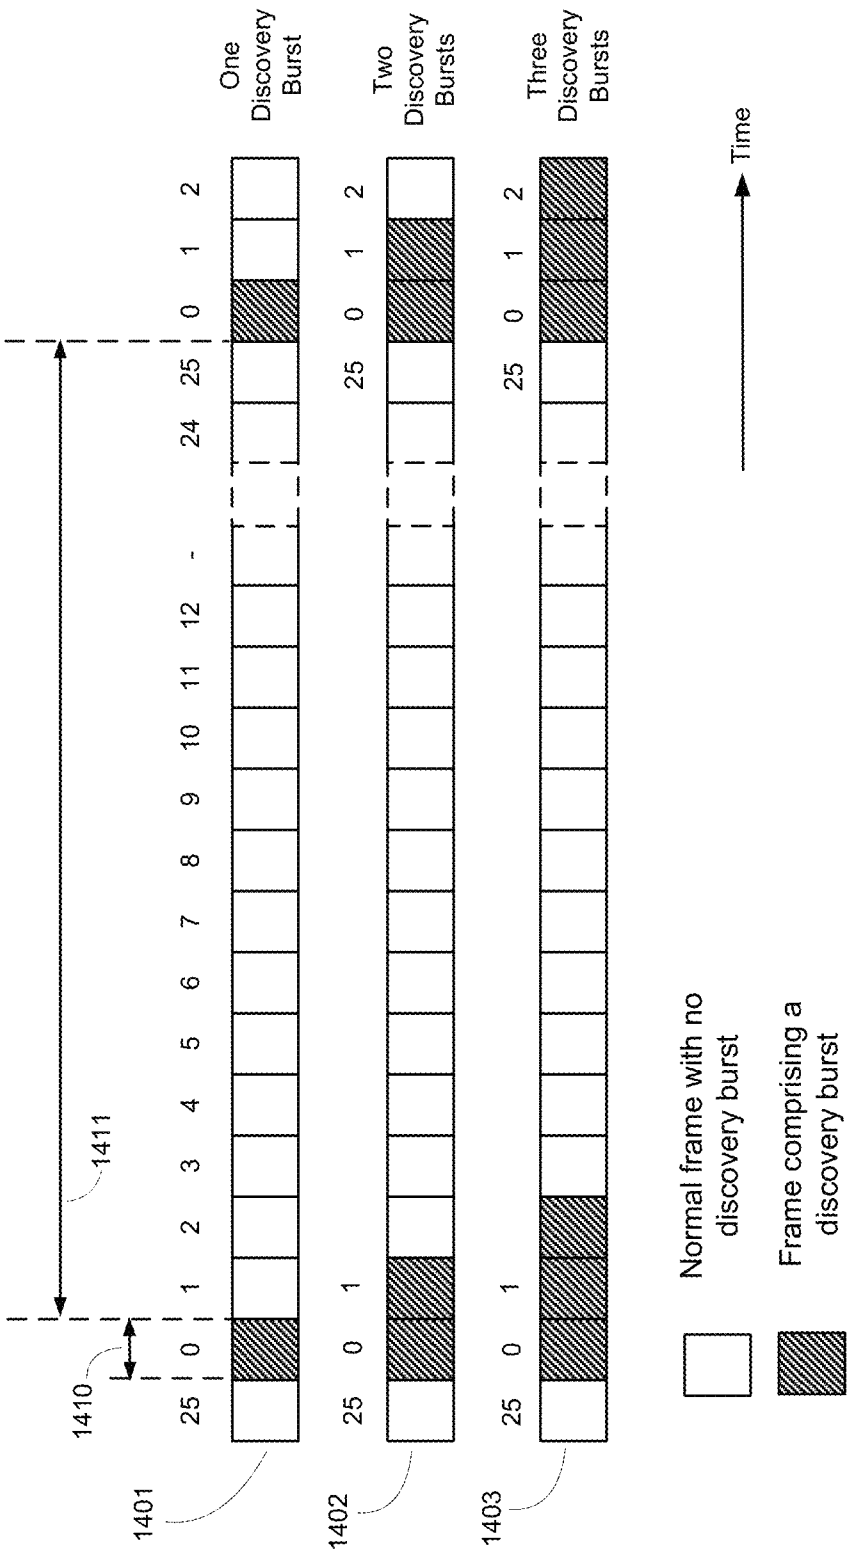 1410
1411
25 0 1 2 3 4 5 6 7 8 9 10 11 12 - 24 25 0 1 2
1401
One
Discovery
Burst
25 0 1 25 0 1 2
1402
Two
Discovery
Bursts
25 0 1 25 0 1 2
1403
Three
Discovery
Bursts
Normal frame with no
discovery burst
Frame comprising a
discovery burst
Time